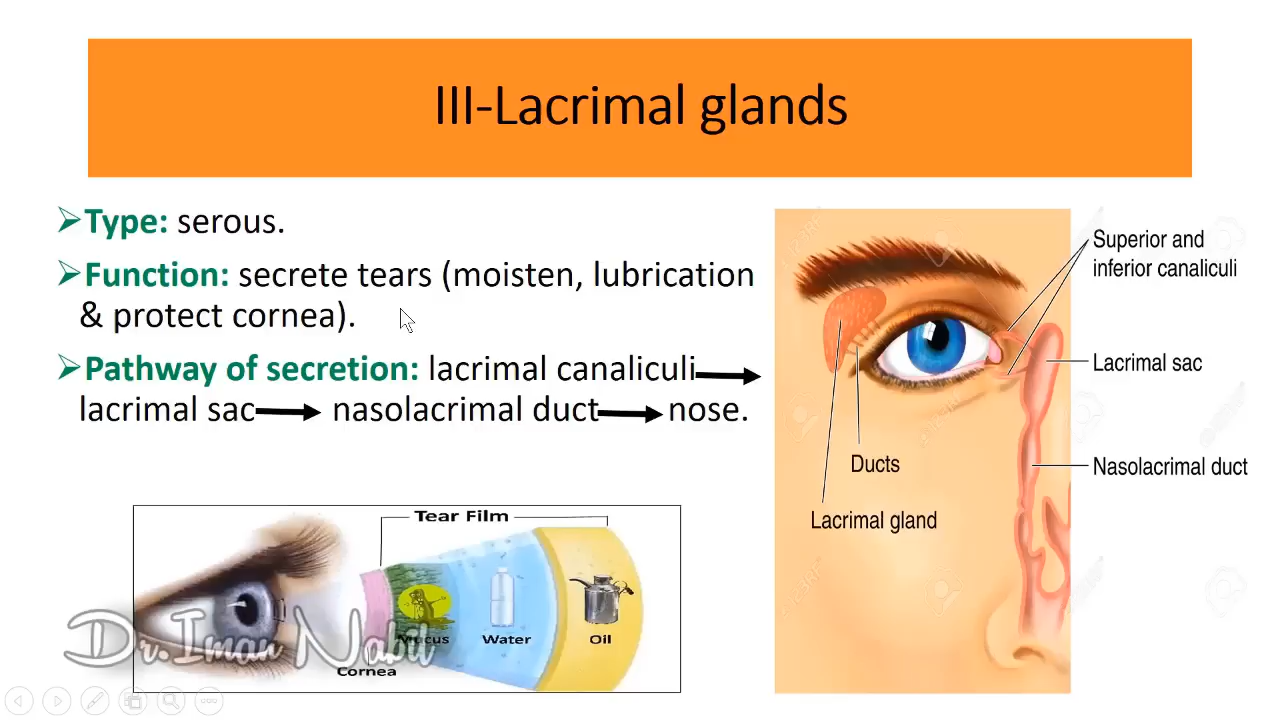 III-Lacrimal glands
➢Type: serous.
➢Function: secrete tears (moisten, lubrication
& protect cornea).
➢Pathway of secretion: lacrimal canaliculi
lacrimal sac nasolacrimal duct nose.
Superior and
inferior canaliculi
Lacrimal sac
Nasolacrimal duct
Ducts
Lacrimal gland
Tear Film
Mucus Water Oil
Cornea
Dr.Iman Nabil